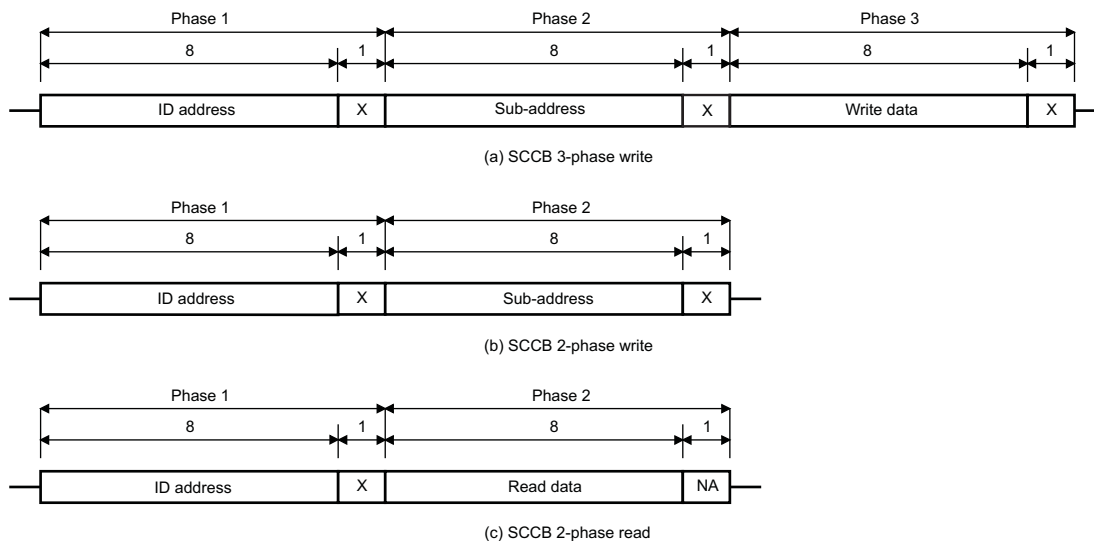 Phase 1 Phase 2 Phase 3
8 1 8 1 8 1
ID address X Sub-address X Write data X
(a) SCCB 3-phase write
Phase 1 Phase 2
8 1 8 1
ID address X Sub-address X
(b) SCCB 2-phase write
Phase 1 Phase 2
8 1 8 1
ID address X Read data NA
(c) SCCB 2-phase read